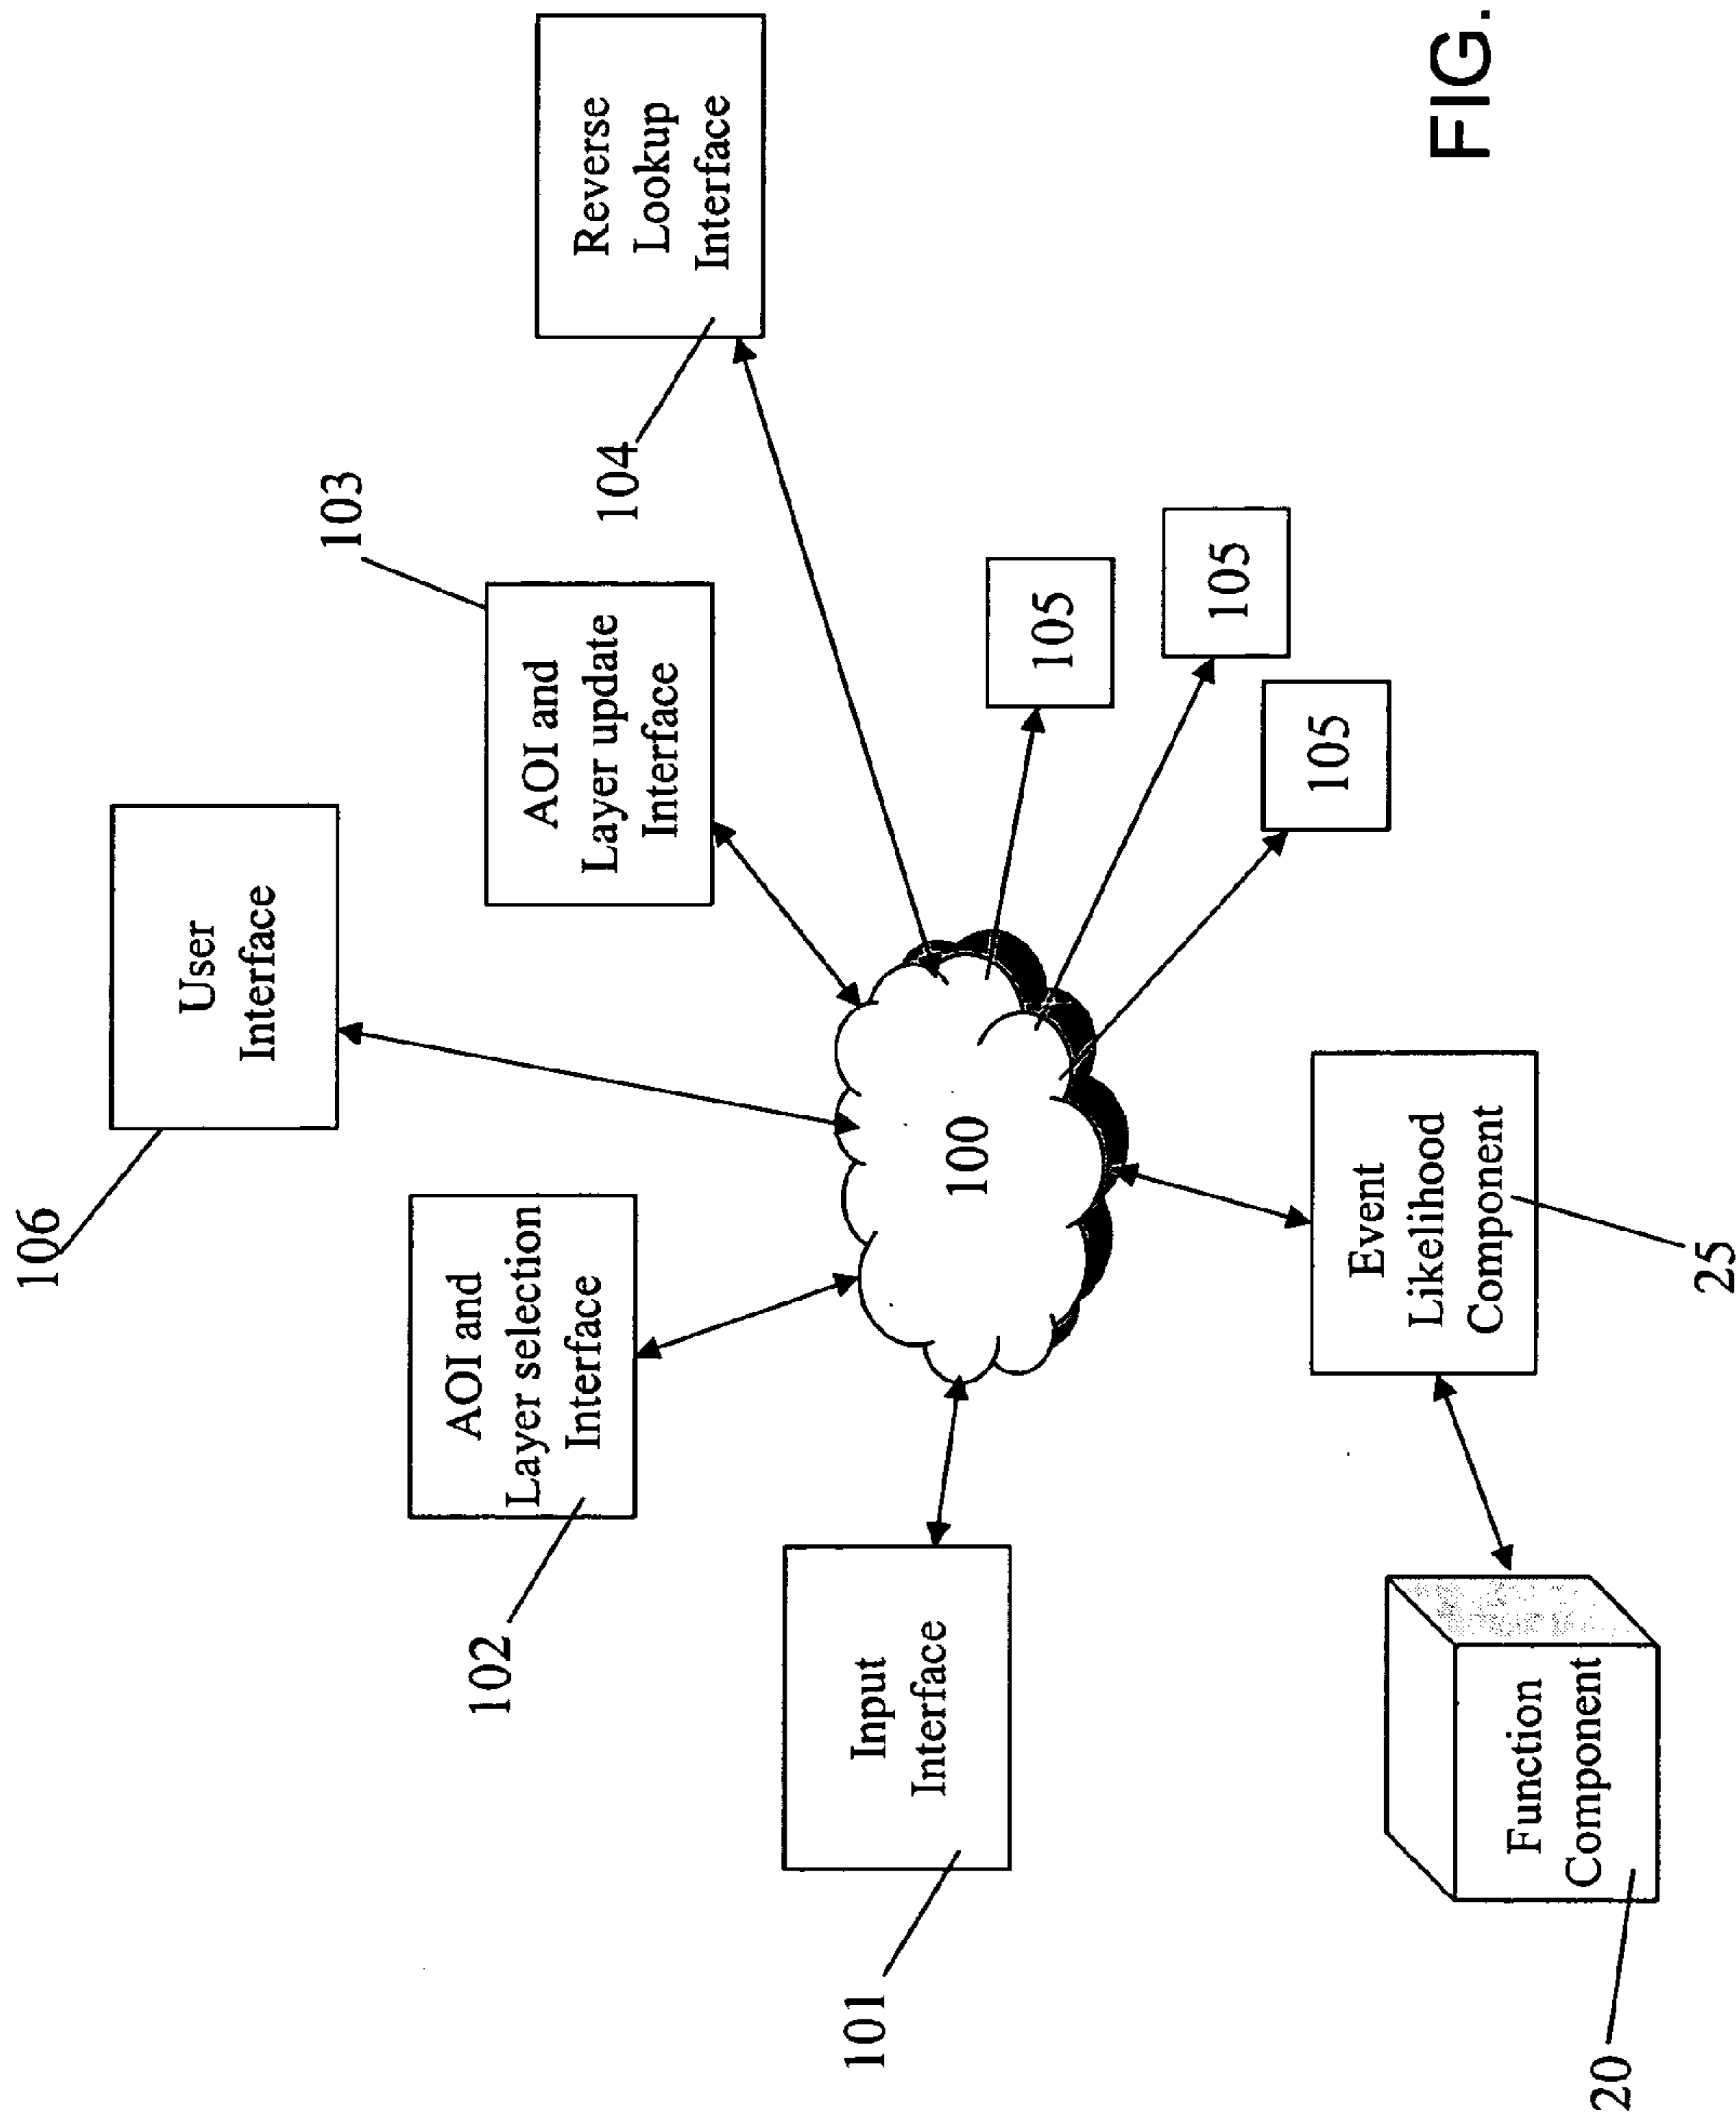 106
User
Interface
103
AOI and
Layer update
Interface
102
AOI and
Layer selection
Interface
104
Reverse
Lookup
Interface
101
Input
Interface
100
105
105
105
20
Function
Component
Event
Likelihood
Component
25
FIG.